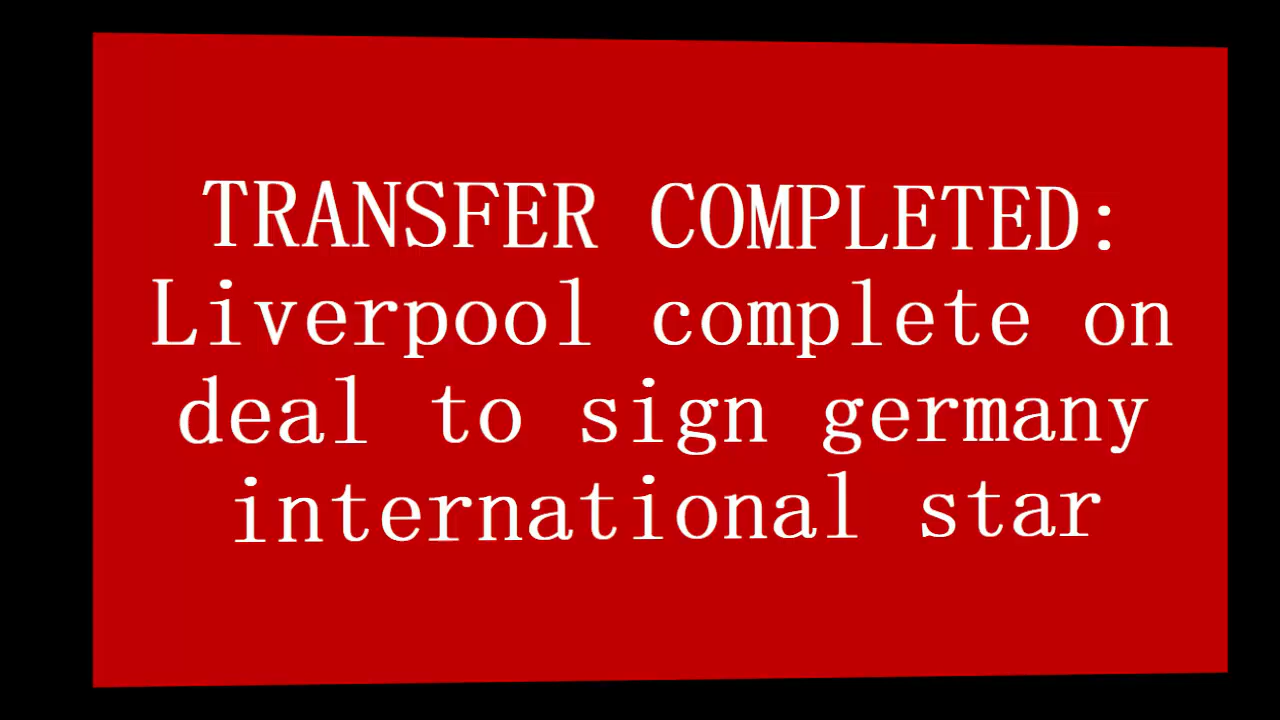 TRANSFER COMPLETED:
Liverpool complete on
deal to sign germany
international star